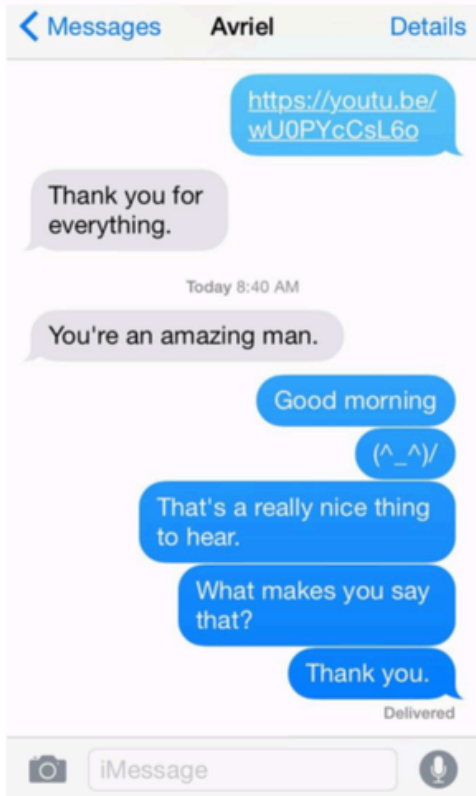 Messages Avriel Details
https://youtu.be/
wU0PYcCsL6o
Thank you for
everything.
Today 8:40 AM
You're an amazing man.
Good morning
(^_^)/
That's a really nice thing
to hear.
What makes you say
that?
Thank you.
Delivered
iMessage